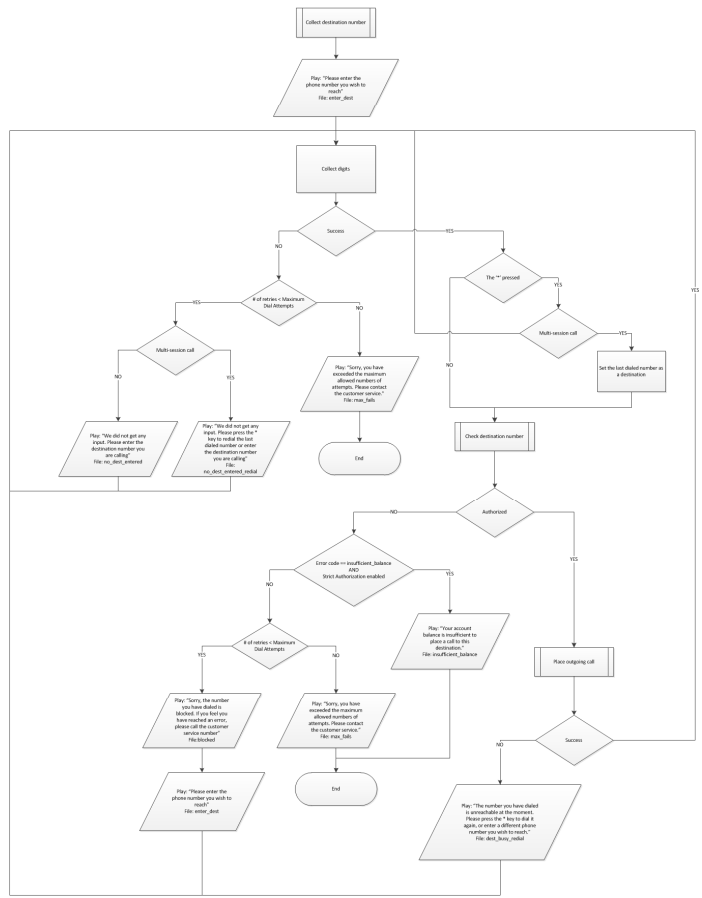 Collect destination number
Play: "Please enter the
phone number you wish to
reach"
File: enter_dest
Collect digits
Success
YES
NO
The '*' pressed
YES
YES
# of retries < Maximum
Dial Attempts
YES
NO
Multi-session call
YES
Multi-session call
Set the last dialed number as
a destination
NO
YES
NO
Play: "Sorry, you have
exceeded the maximum
allowed numbers of
attempts. Please contact
the customer service."
File: max_fails
Play: "We did not get any
input. Please enter the
destination number you
are calling"
File: no_dest_entered
Play: "We did not get any
input. Please press the *
key to redial the last
dialed number or enter
the destination number
you are calling"
File:
no_dest_entered_redial
End
Check destination number
NO
Authorized
YES
Error code == insufficient_balance
AND
Strict Authorization enabled
NO
YES
Play: "Your account
balance is insufficient to
place a call to this
destination."
File: insufficient_balance
# of retries < Maximum
Dial Attempts
YES
NO
Place outgoing call
Play: "Sorry, the number
you have dialed is
blocked. If you feel you
have reached an error,
please call the customer
service number"
File:blocked
Play: "Sorry, you have
exceeded the maximum
allowed numbers of
attempts. Please contact
the customer service."
File: max_fails
Success
NO
Play: "Please enter the
phone number you wish to
reach"
File: enter_dest
End
Play: "The number you have dialed
is unreachable at the moment.
Please press the * key to dial it
again, or enter a different phone
number you wish to reach."
File: dest_busy_redial